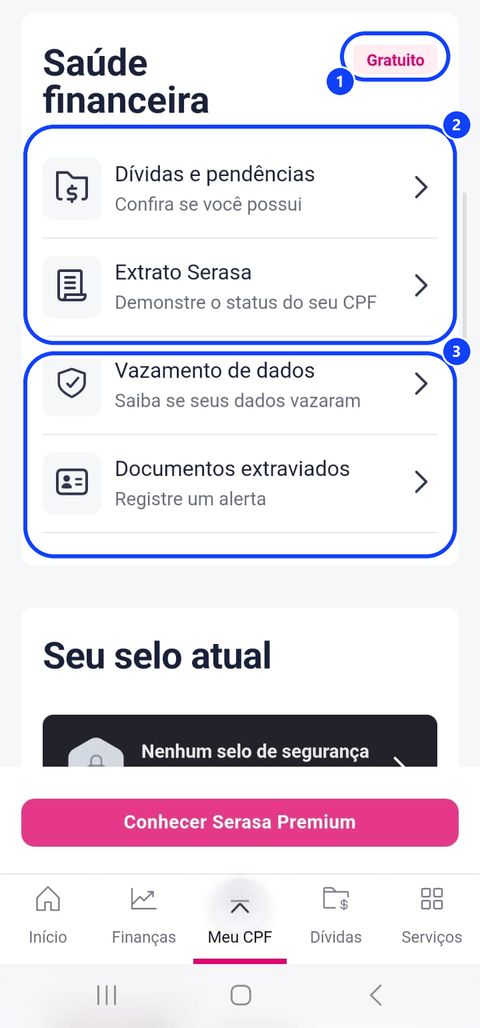 Saúde
financeira
Gratuito
1
2
Dívidas e pendências
Confira se você possui
Extrato Serasa
Demonstre o status do seu CPF
3
Vazamento de dados
Saiba se seus dados vazaram
Documentos extraviados
Registre um alerta
Seu selo atual
Nenhum selo de segurança
Conhecer Serasa Premium
Início
Finanças
Meu CPF
Dívidas
Serviços